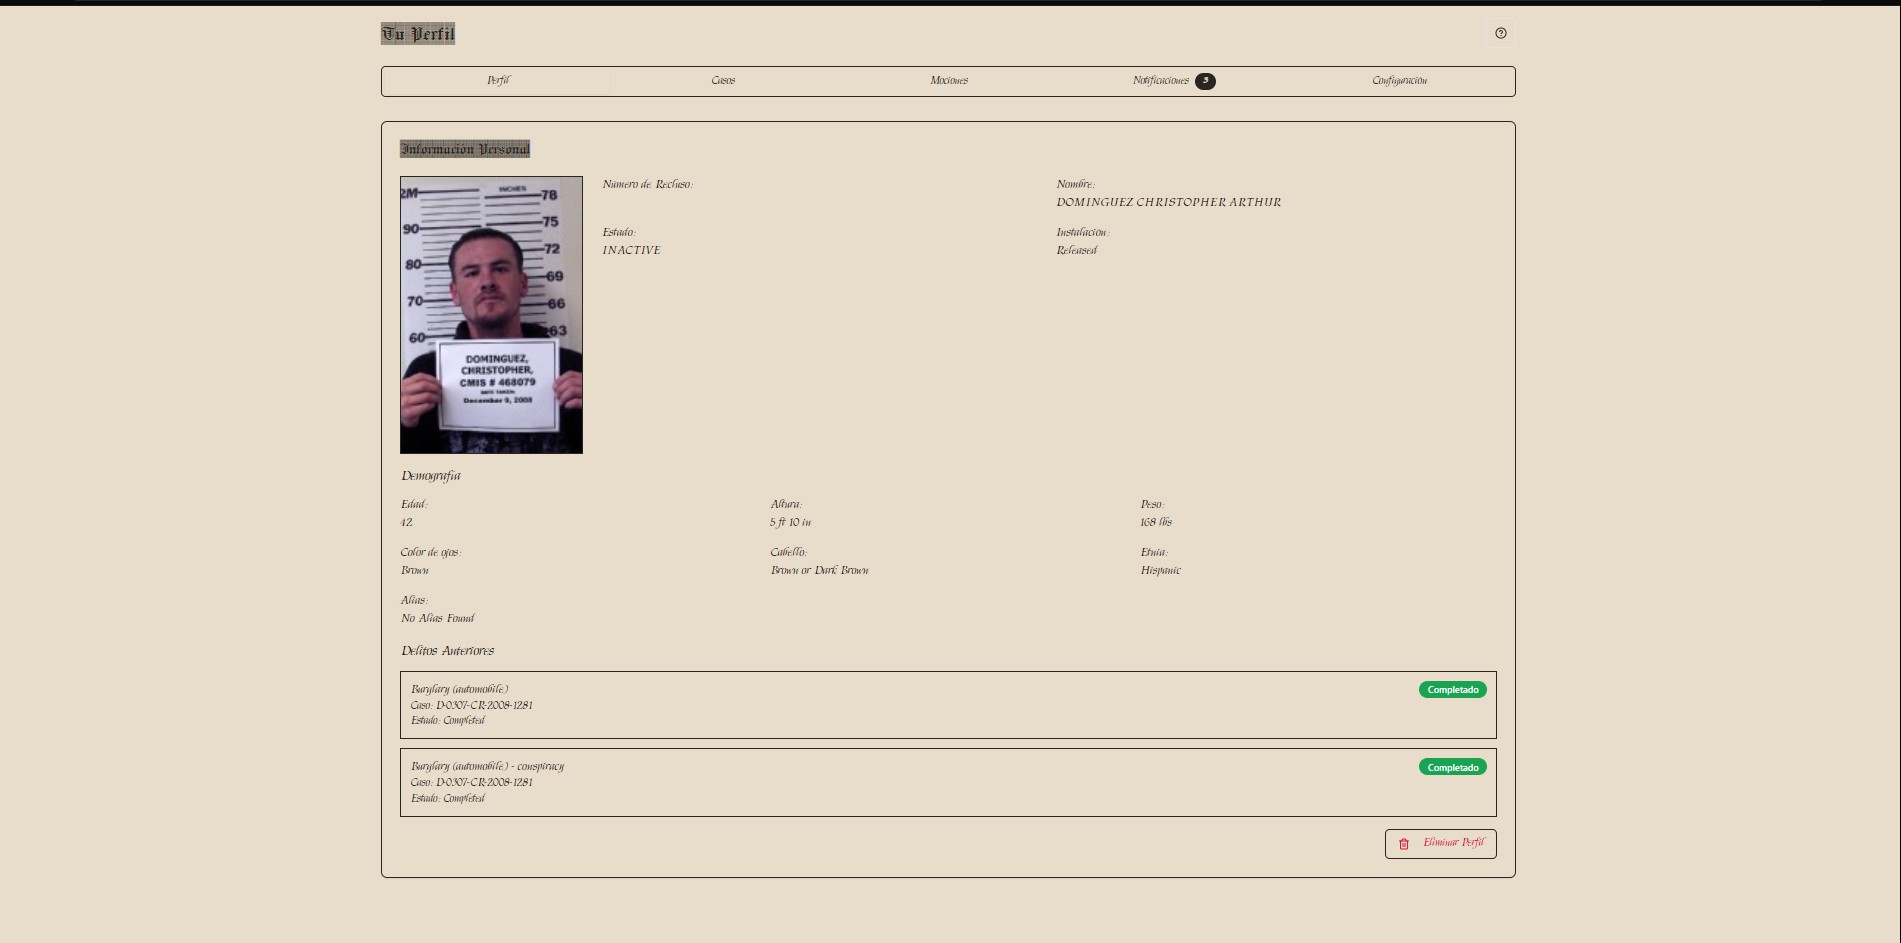 Tu Perfil
Perfil
Casos
Mociones
Notificaciones 3
Configuración
Información Personal
2M INCHES 78
75
90
72
80
69
70
66
63
60
DOMINGUEZ,
CHRISTOPHER,
CMIS # 468079
DATE TAKEN:
December 9, 2008
Número de Recluso:
Nombre:
DOMINGUEZ CHRISTOPHER ARTHUR
Estado:
INACTIVE
Instalación:
Released
Demografía
Edad:
42
Altura:
5 ft 10 in
Peso:
168 lbs
Color de ojos:
Brown
Cabello:
Brown or Dark Brown
Etnia:
Hispanic
Alias:
No Alias Found
Delitos Anteriores
Burglary (automobile)
Caso: D-0307-CR-2008-1281
Estado: Completed
Completado
Burglary (automobile) - conspiracy
Caso: D-0307-CR-2008-1281
Estado: Completed
Completado
Eliminar Perfil